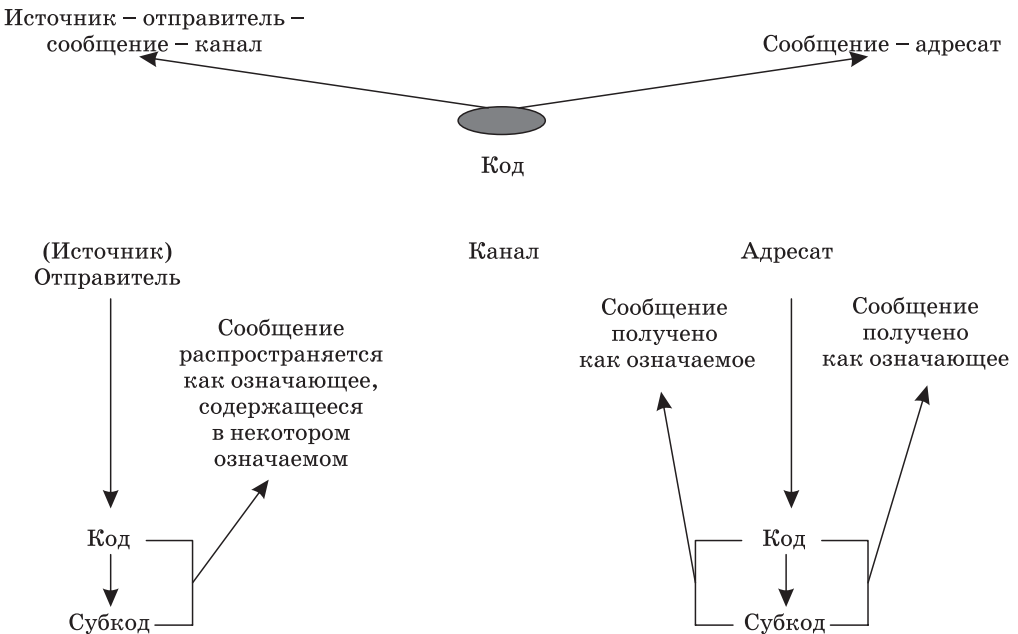 Источник – отправитель –
сообщение – канал
Сообщение – адресат
Код
(Источник)
Отправитель
Канал
Адресат
Сообщение
распространяется
как означающее,
содержащееся
в некотором
означаемом
Сообщение
получено
как означаемое
Сообщение
получено
как означающее
Код
Субкод
Код
Субкод